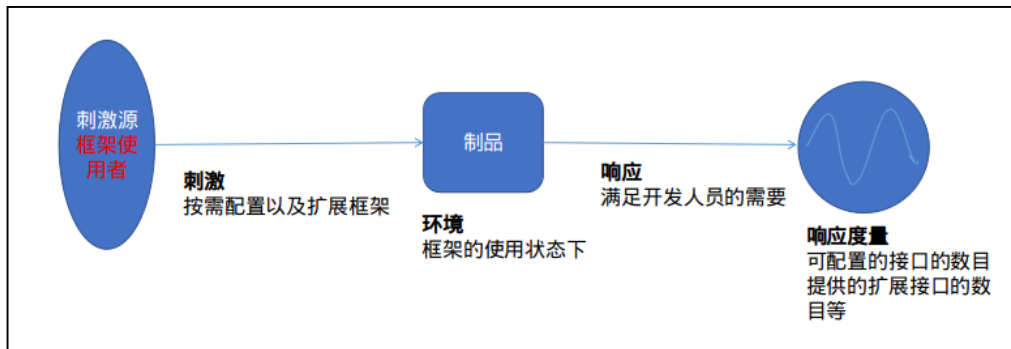 刺激源
框架使
用者
刺激
按需配置以及扩展框架
制品
环境
框架的使用状态下
响应
满足开发人员的需要
响应度量
可配置的接口的数目
提供的扩展接口的数
目等